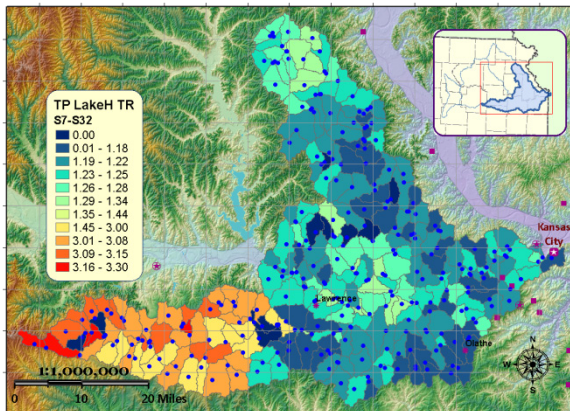 TP LakeH TR
S7-S32
0.00
0.01 - 1.18
1.19 - 1.22
1.23 - 1.25
1.26 - 1.28
1.29 - 1.34
1.35 - 1.44
1.45 - 3.00
3.01 - 3.08
3.09 - 3.15
3.16 - 3.30
Kansas
City
Lawrence
Olathe
N
W
E
S
1:1,000,000
0 10 20 Miles